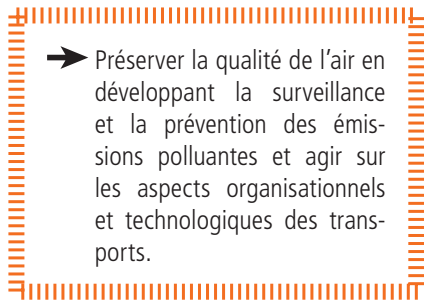 Préserver la qualité de l'air en
développant la surveillance
et la prévention des émis-
sions polluantes et agir sur
les aspects organisationnels
et technologiques des trans-
ports.